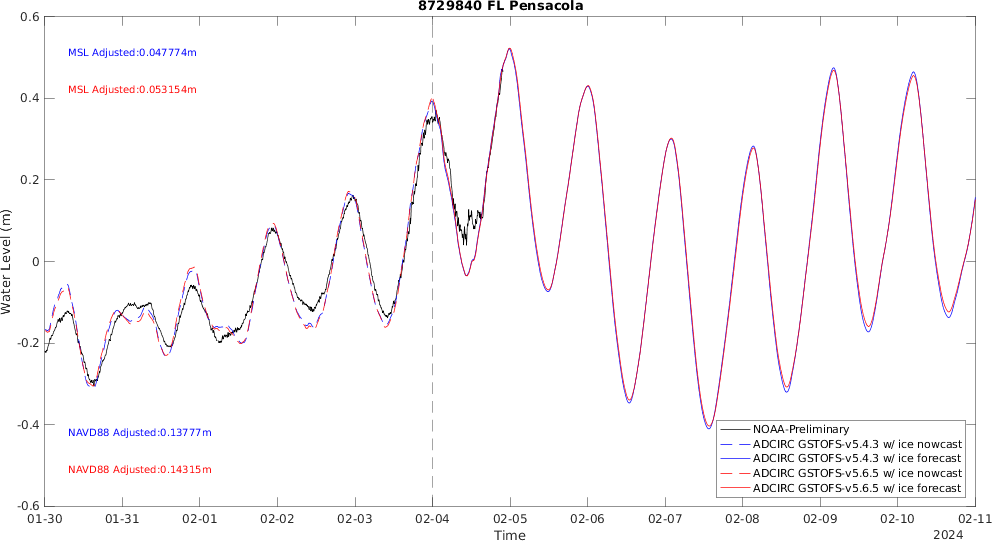 8729840 FL Pensacola
0.6
0.4
0.2
0
-0.2
-0.4
-0.6
Water Level (m)
MSL Adjusted:0.047774m
MSL Adjusted:0.053154m
NAVD88 Adjusted:0.13777m
NAVD88 Adjusted:0.14315m
NOAA-Preliminary
ADCIRC GSTOFS-v5.4.3 w/ ice nowcast
ADCIRC GSTOFS-v5.4.3 w/ ice forecast
ADCIRC GSTOFS-v5.6.5 w/ ice nowcast
ADCIRC GSTOFS-v5.6.5 w/ ice forecast
01-30 01-31 02-01 02-02 02-03 02-04 02-05 02-06 02-07 02-08 02-09 02-10 02-11
Time
2024